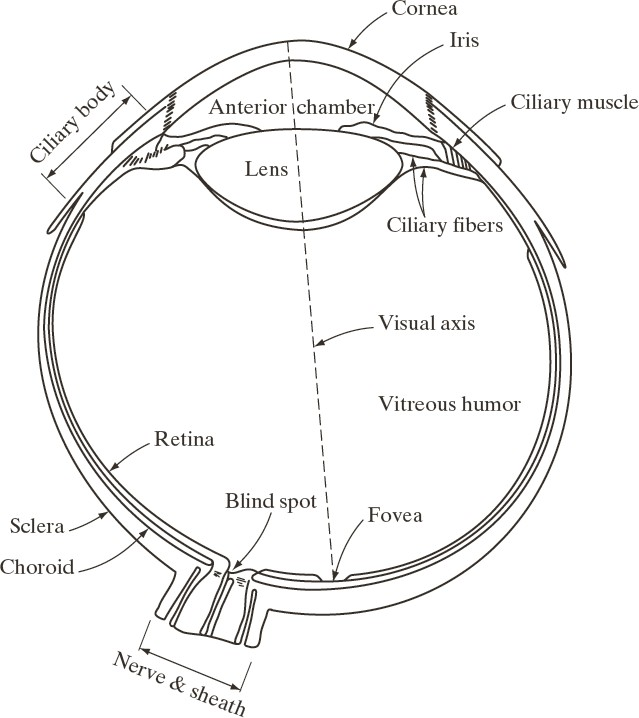 Cornea
Iris
Ciliary body
Anterior chamber
Ciliary muscle
Lens
Ciliary fibers
Visual axis
Vitreous humor
Retina
Blind spot
Fovea
Sclera
Choroid
Nerve & sheath